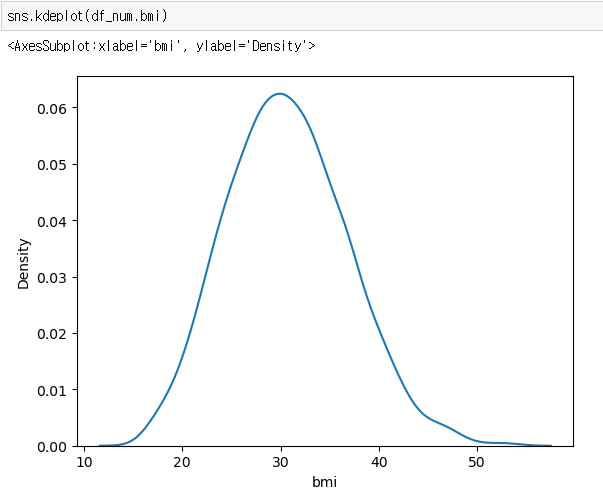 sns.kdeplot(df_num.bmi)
<AxesSubplot:xlabel='bmi', ylabel='Density'>
0.06
0.05
0.04
0.03
0.02
0.01
0.00
Density
10 20 30 40 50
bmi